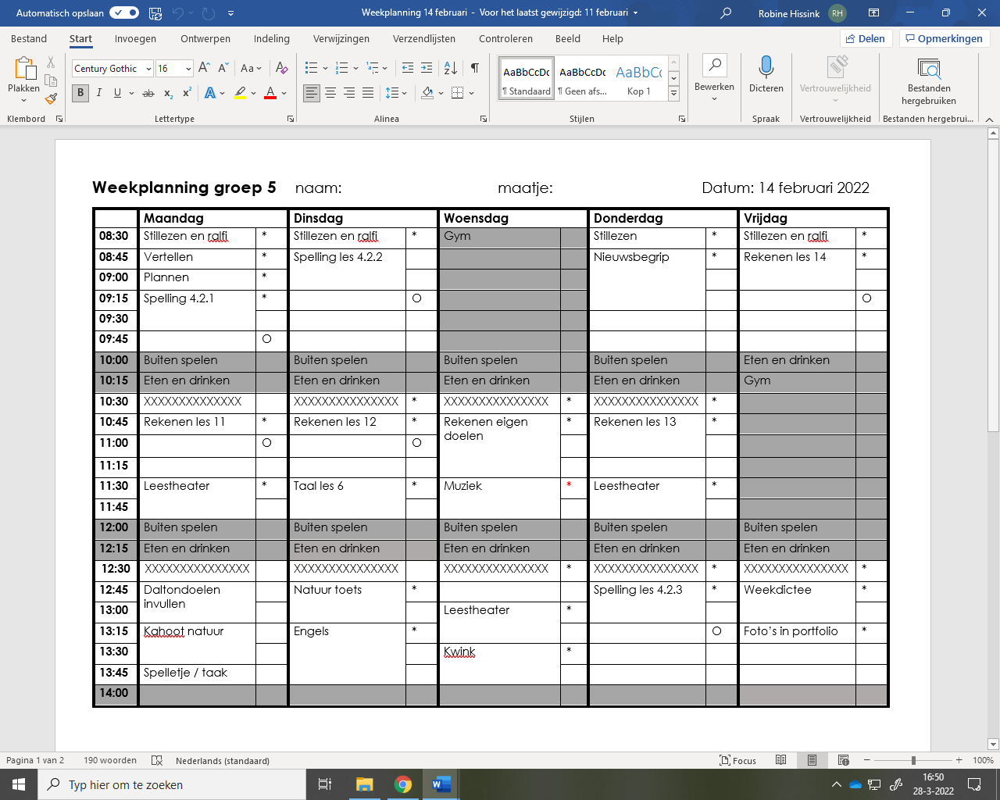 Automatisch opslaan
Weekplanning 14 februari - Voor het laatst gewijzigd: 11 februari
Robine Hissink RH
Bestand Start Invoegen Ontwerpen Indeling Verwijzingen Verzendlijsten Controleren Beeld Help Delen Opmerkingen
Plakken
Century Gothic 16
Aa
B I U ab x₂ x²
AaBbCcDc AaBbCcDc AaBbCc
¶ Standaard ¶ Geen afs... Kop 1
Bewerken
Dicteren
Vertrouwelijkheid
Bestanden
hergebruiken
Klembord Lettertype Alinea Stijlen Spraak Vertrouwelijkheid Bestanden hergebrui...
Weekplanning groep 5 naam: maatje: Datum: 14 februari 2022
Maandag Dinsdag Woensdag Donderdag Vrijdag
08:30 Stillezen en ralfi * Stillezen en ralfi * Gym Stillezen * Stillezen en ralfi *
08:45 Vertellen * Spelling les 4.2.2 Nieuwsbegrip * Rekenen les 14 *
09:00 Plannen *
09:15 Spelling 4.2.1 * O O
09:30
09:45 O
10:00 Buiten spelen Buiten spelen Buiten spelen Buiten spelen Eten en drinken
10:15 Eten en drinken Eten en drinken Eten en drinken Eten en drinken Gym
10:30 XXXXXXXXXXXXXX XXXXXXXXXXXXXXX * XXXXXXXXXXXXXXX * XXXXXXXXXXXXXXX *
10:45 Rekenen les 11 * Rekenen les 12 * Rekenen eigen * Rekenen les 13 *
doelen
11:00 O O
11:15
11:30 Leestheater * Taal les 6 * Muziek * Leestheater *
11:45
12:00 Buiten spelen Buiten spelen Buiten spelen Buiten spelen Buiten spelen
12:15 Eten en drinken Eten en drinken Eten en drinken Eten en drinken Eten en drinken
12:30 XXXXXXXXXXXXXXX XXXXXXXXXXXXXXX XXXXXXXXXXXXXXX * XXXXXXXXXXXXXXX * XXXXXXXXXXXXXXX *
12:45 Daltondoelen Natuur toets * Spelling les 4.2.3 * Weekdictee *
invullen
13:00 Leestheater *
13:15 Kahoot natuur Engels * O Foto's in portfolio *
13:30 Kwink *
13:45 Spelletje / taak
14:00
Pagina 1 van 2 190 woorden Nederlands (standaard) Focus 100%
Typ hier om te zoeken
16:50
28-3-2022